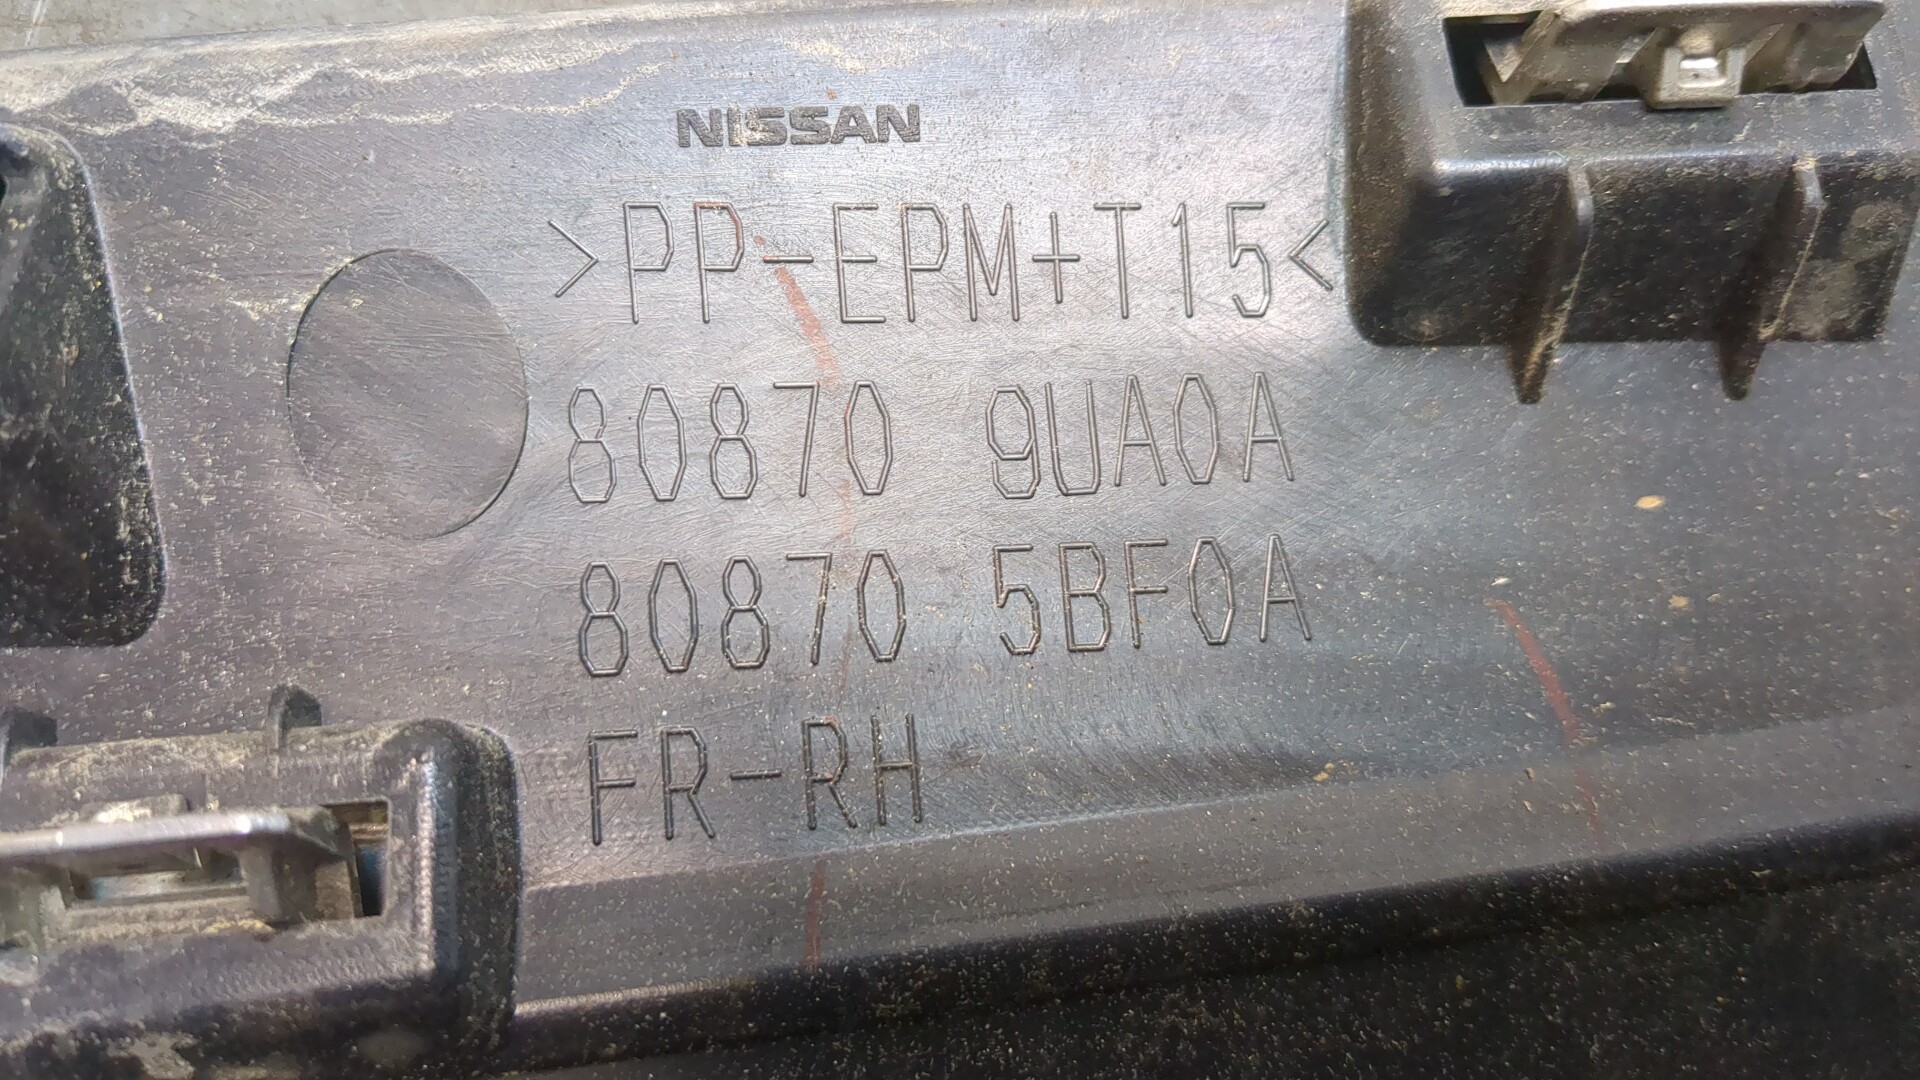 NISSAN
>PP-EPM+T15<
80870 9UA0A
80870 5BF0A
FR-RH